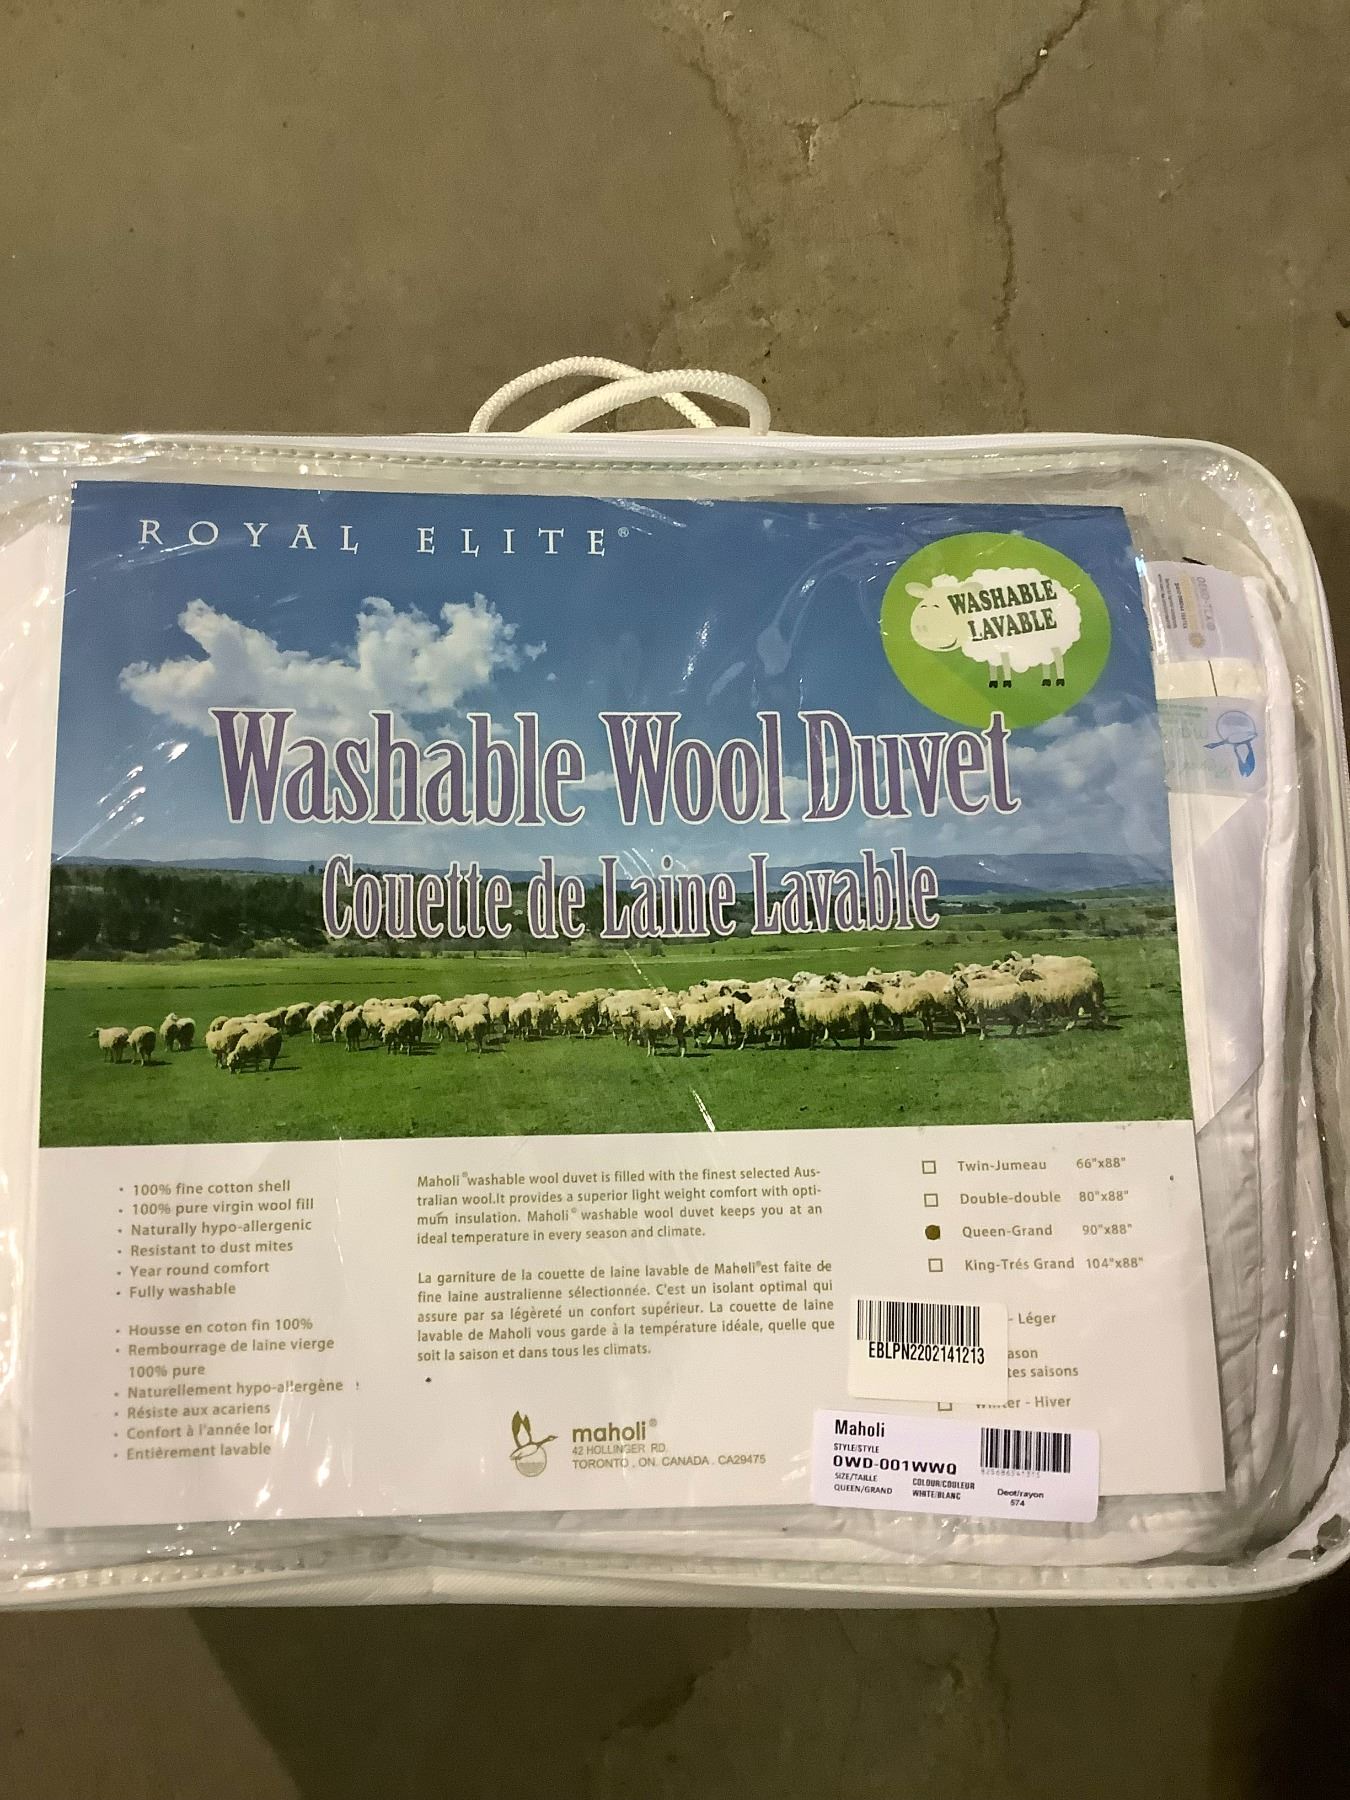 ROYAL ELITE®
WASHABLE
LAVABLE
Washable Wool Duvet
Couette de Laine Lavable
• 100% fine cotton shell
• 100% pure virgin wool fill
• Naturally hypo-allergenic
• Resistant to dust mites
• Year round comfort
• Fully washable
• Housse en coton fin 100%
• Rembourrage de laine vierge
100% pure
• Naturellement hypo-allergène
• Résiste aux acariens
• Confort à l'année lor
• Entièrement lavable
Maholi® washable wool duvet is filled with the finest selected Aus-
tralian wool.It provides a superior light weight comfort with opti-
mum insulation. Maholi® washable wool duvet keeps you at an
ideal temperature in every season and climate.
La garniture de la couette de laine lavable de Maholi®est faite de
fine laine australienne sélectionnée. C'est un isolant optimal qui
assure par sa légèreté un confort supérieur. La couette de laine
lavable de Maholi vous garde à la température idéale, quelle que
soit la saison et dans tous les climats.
maholi®
42 HOLLINGER RD.
TORONTO . ON. CANADA . CA29475
Twin-Jumeau 66"x88"
Double-double 80"x88"
Queen-Grand 90"x88"
King-Trés Grand 104"x88"
- Léger
ason
tes saisons
er - Hiver
EBLPN2202141213
Maholi
STYLE/STYLE
0WD-001WWQ
SIZE/TAILLE
QUEEN/GRAND
COLOUR/COULEUR
WHITE/BLANC
Deot/rayon
574